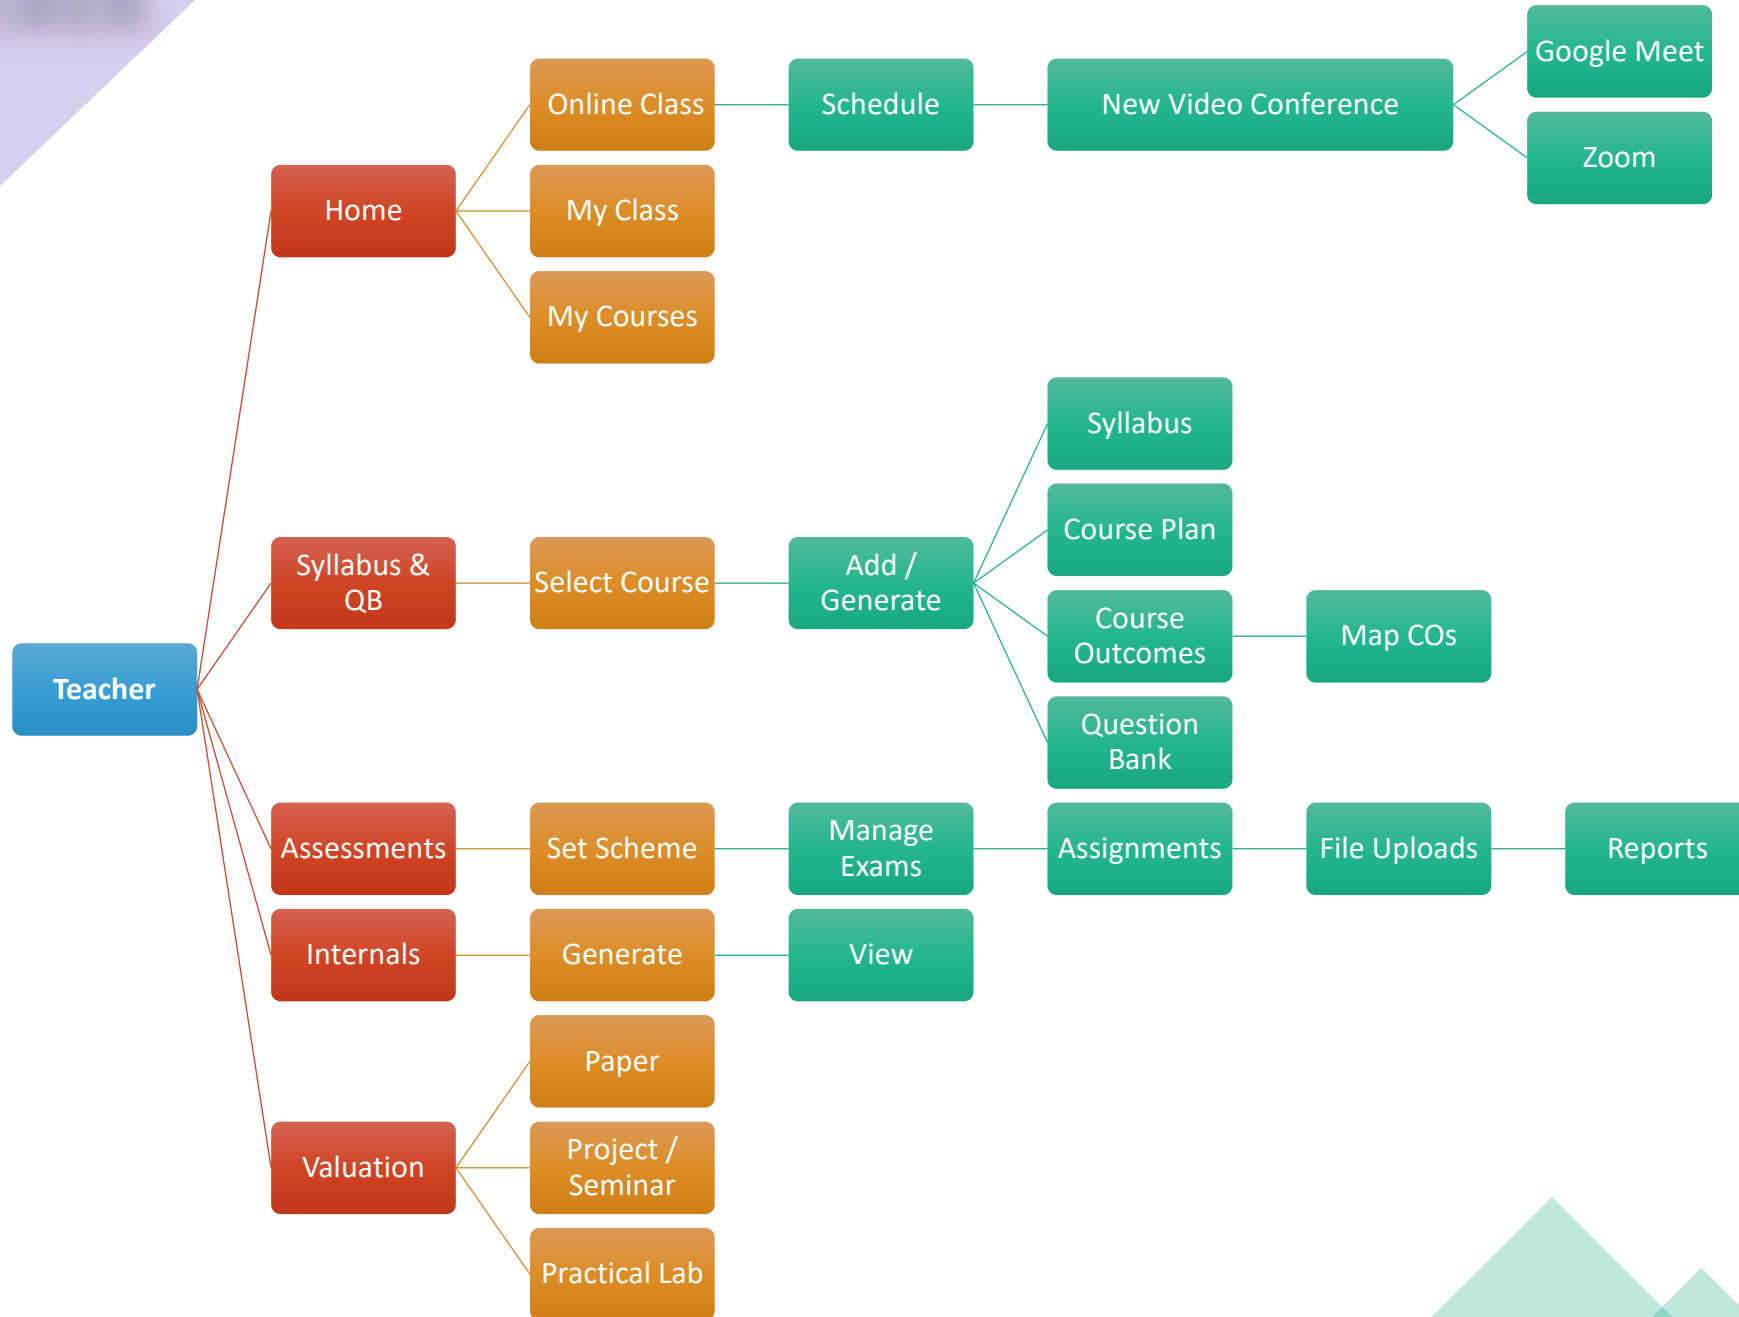 Google Meet
Online Class
Schedule
New Video Conference
Zoom
Home
My Class
My Courses
Syllabus
Course Plan
Syllabus &
QB
Select Course
Add /
Generate
Course
Outcomes
Map COs
Teacher
Question
Bank
Assessments
Set Scheme
Manage
Exams
Assignments
File Uploads
Reports
Internals
Generate
View
Paper
Valuation
Project /
Seminar
Practical Lab